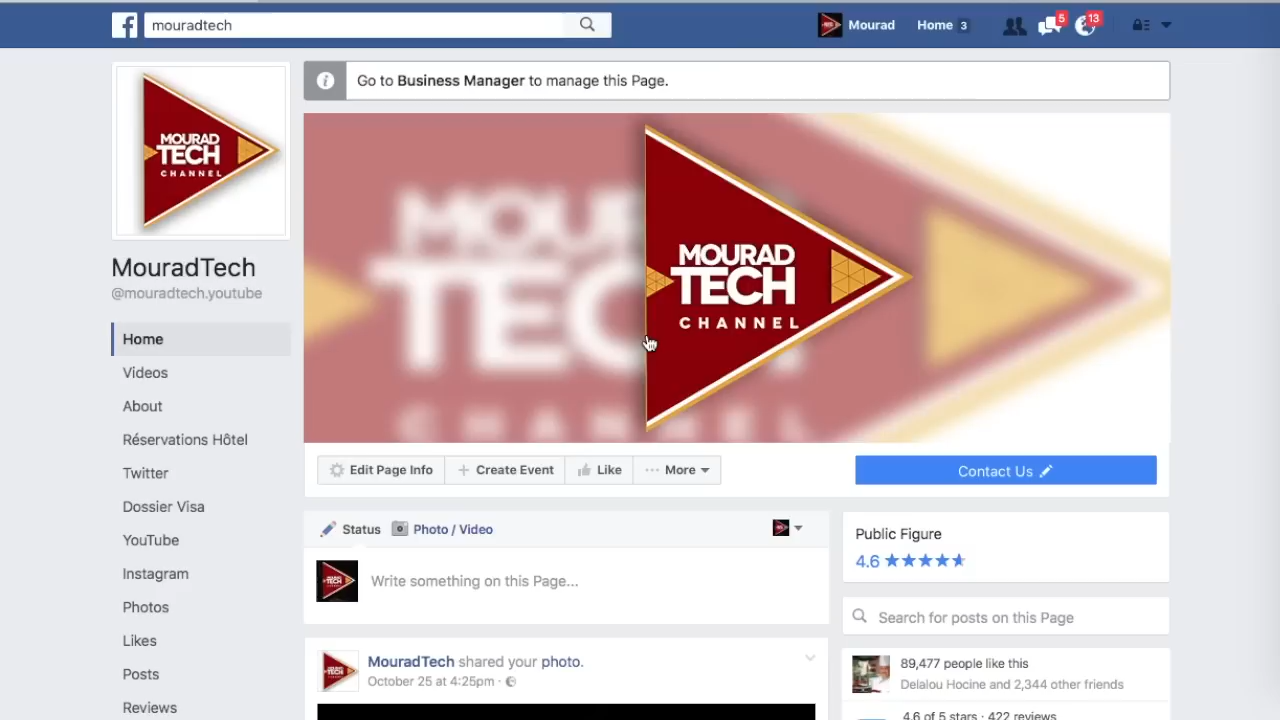 mouradtech
Mourad
Home 3
5
13
Go to Business Manager to manage this Page.
MOURAD
TECH
CHANNEL
MouradTech
@mouradtech.youtube
Home
Videos
About
Réservations Hôtel
Twitter
Dossier Visa
YouTube
Instagram
Photos
Likes
Posts
Reviews
MOURAD
TECH
CHANNEL
MOUR
TEC
CHANNEL
Edit Page Info
Create Event
Like
More
Contact Us
Status
Photo / Video
Write something on this Page...
MouradTech shared your photo.
October 25 at 4:25pm
Public Figure
4.6
Search for posts on this Page
89,477 people like this
Delalou Hocine and 2,344 other friends
4.6 of 5 stars · 422 reviews